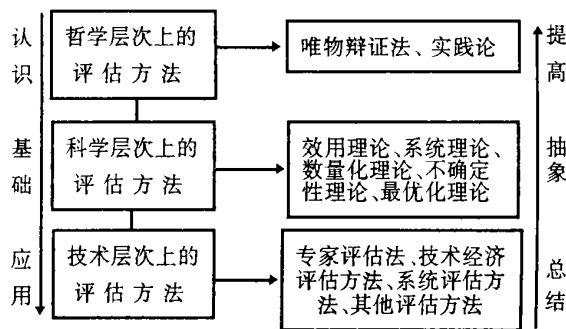 认识
哲学层次上的
评估方法
唯物辩证法、实践论
提高
基础
科学层次上的
评估方法
效用理论、系统理论、
数量化理论、不确定
性理论、最优化理论
抽象
应用
技术层次上的
评估方法
专家评估法、技术经济
评估方法、系统评估方
法、其他评估方法
总结